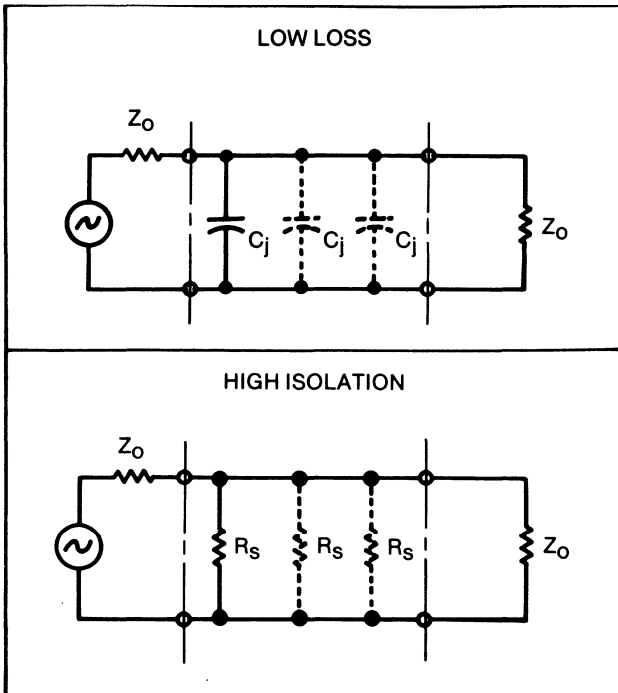 LOW LOSS
Zo
Cj Cj Cj Zo
HIGH ISOLATION
Zo
Rs Rs Rs Zo